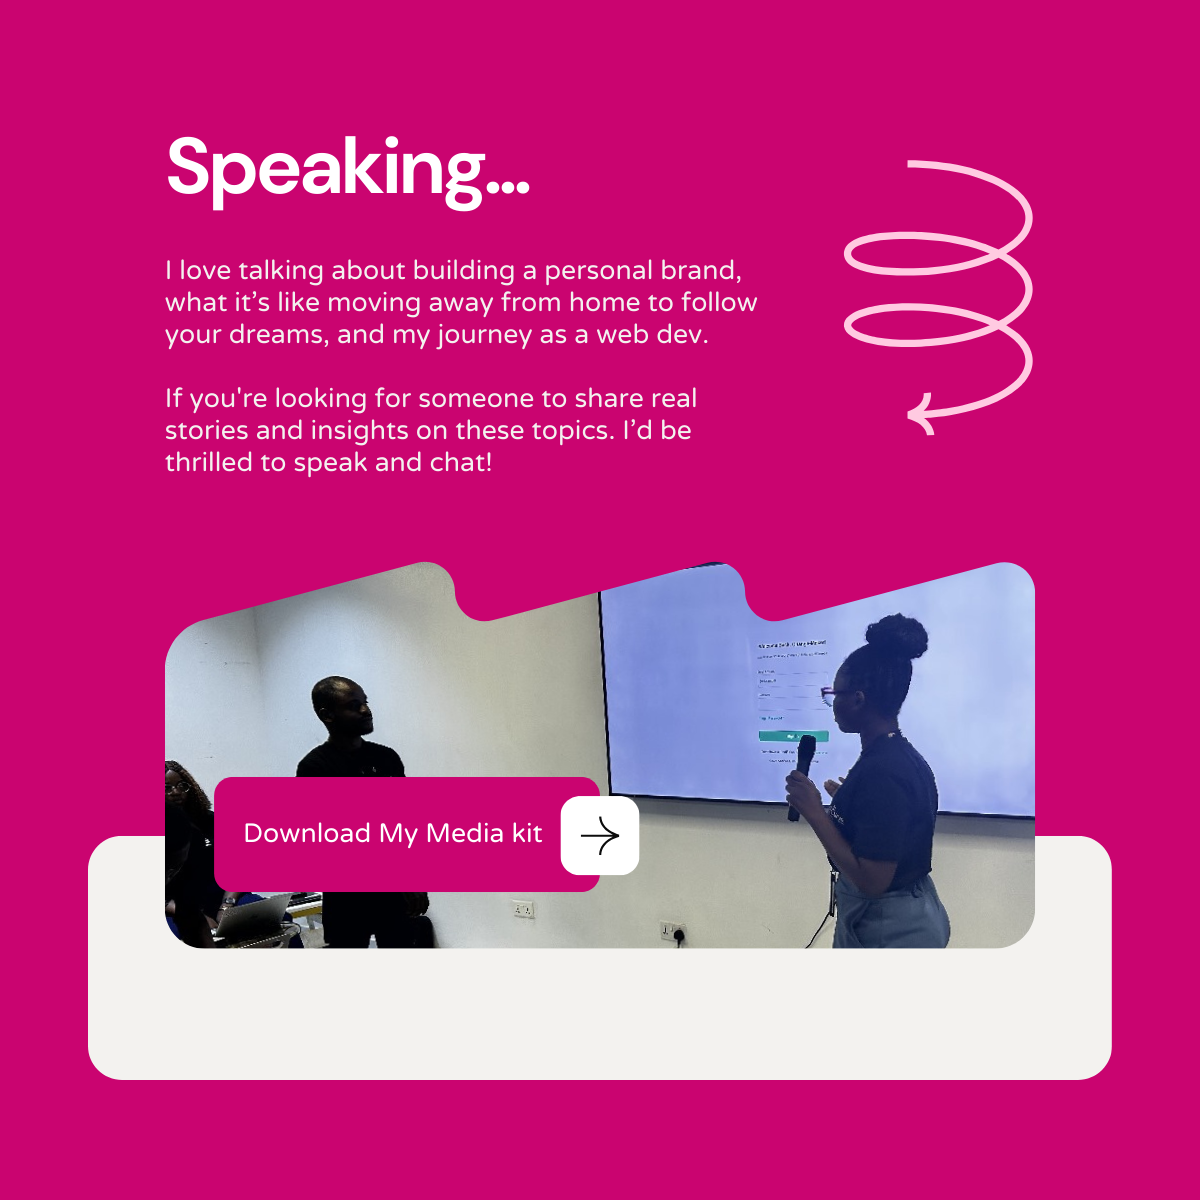 Speaking...
I love talking about building a personal brand,
what it’s like moving away from home to follow
your dreams, and my journey as a web dev.
If you're looking for someone to share real
stories and insights on these topics. I’d be
thrilled to speak and chat!
Download My Media kit